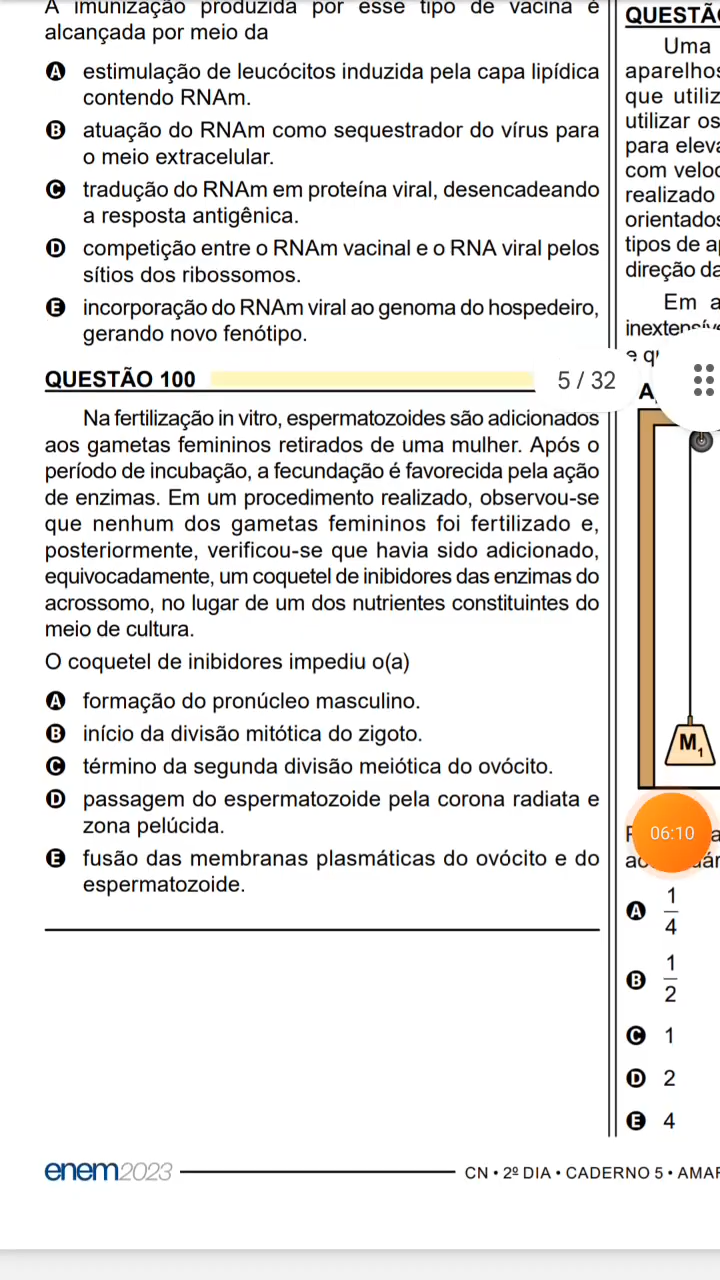 A imunização produzida por esse tipo de vacina é
alcançada por meio da
A estimulação de leucócitos induzida pela capa lipídica
contendo RNAm.
B atuação do RNAm como sequestrador do vírus para
o meio extracelular.
C tradução do RNAm em proteína viral, desencadeando
a resposta antigênica.
D competição entre o RNAm vacinal e o RNA viral pelos
sítios dos ribossomos.
E incorporação do RNAm viral ao genoma do hospedeiro,
gerando novo fenótipo.
QUESTÃO 100
5 / 32
Na fertilização in vitro, espermatozoides são adicionados
aos gametas femininos retirados de uma mulher. Após o
período de incubação, a fecundação é favorecida pela ação
de enzimas. Em um procedimento realizado, observou-se
que nenhum dos gametas femininos foi fertilizado e,
posteriormente, verificou-se que havia sido adicionado,
equivocadamente, um coquetel de inibidores das enzimas do
acrossomo, no lugar de um dos nutrientes constituintes do
meio de cultura.
O coquetel de inibidores impediu o(a)
A formação do pronúcleo masculino.
B início da divisão mitótica do zigoto.
C término da segunda divisão meiótica do ovócito.
D passagem do espermatozoide pela corona radiata e
zona pelúcida.
E fusão das membranas plasmáticas do ovócito e do
espermatozoide.
enem2023
CN • 2º DIA • CADERNO 5 •
QUESTÃO
Uma
aparelhos
que utiliz
utilizar os
para eleva
com veloc
realizado
orientados
tipos de
direção da
Em a
e
A
M1
06:10
A 1/4
B 1/2
C 1
D 2
E 4